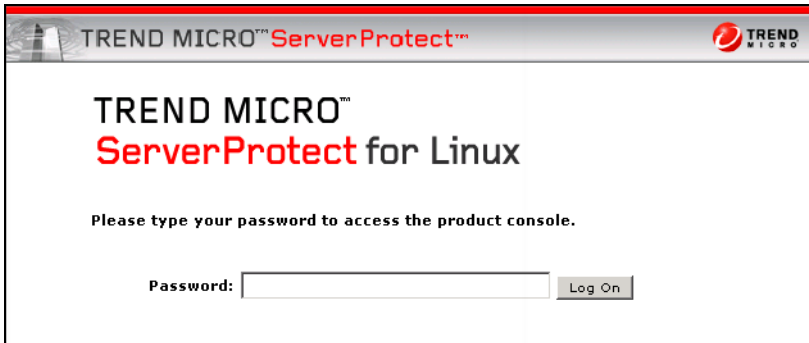 TREND MICRO™ ServerProtect™
TREND MICRO
TREND MICRO™
ServerProtect for Linux
Please type your password to access the product console.
Password:
Log On